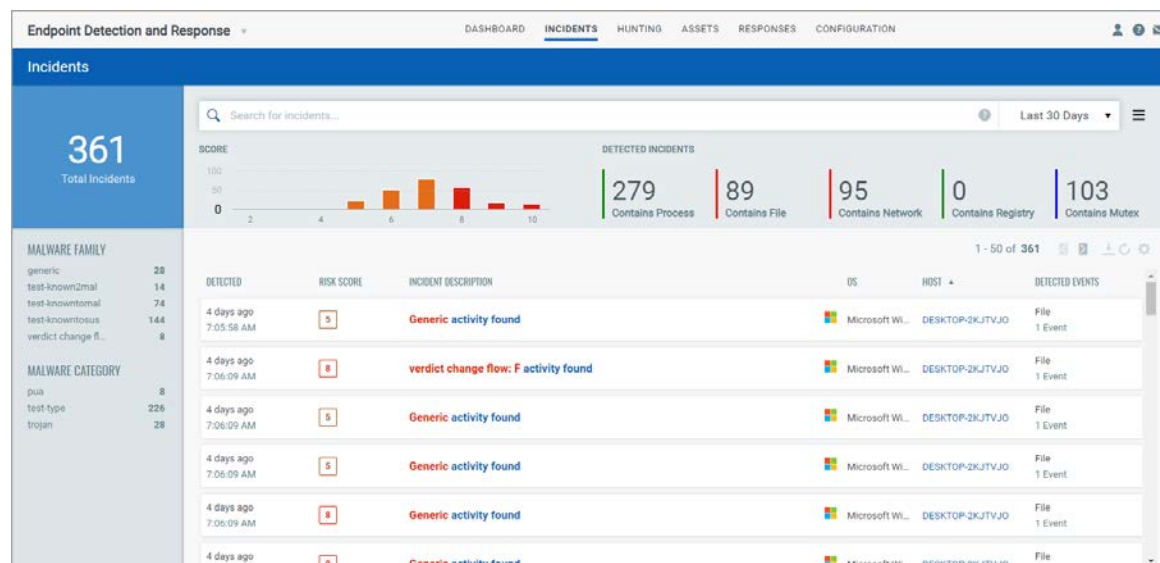 Endpoint Detection and Response
DASHBOARD INCIDENTS HUNTING ASSETS RESPONSES CONFIGURATION
Incidents
361
Total Incidents
Search for incidents...
Last 30 Days
SCORE
100
50
0
2 4 6 8 10
DETECTED INCIDENTS
279 89 95 0 103
Contains Process Contains File Contains Network Contains Registry Contains Mutex
MALWARE FAMILY
generic 28
test-known2mal 14
test-knowntomal 74
test-knowntosus 144
verdict change fl... 8
MALWARE CATEGORY
pua 8
test-type 226
trojan 28
1 - 50 of 361
DETECTED RISK SCORE INCIDENT DESCRIPTION OS HOST DETECTED EVENTS
4 days ago File
5 Generic activity found Microsoft Wi... DESKTOP-2KJTVJO
7:05:58 AM 1 Event
4 days ago File
8 verdict change flow: F activity found Microsoft Wi... DESKTOP-2KJTVJO
7:06:09 AM 1 Event
4 days ago File
5 Generic activity found Microsoft Wi... DESKTOP-2KJTVJO
7:06:09 AM 1 Event
4 days ago File
5 Generic activity found Microsoft Wi... DESKTOP-2KJTVJO
7:06:09 AM 1 Event
4 days ago File
8 Generic activity found Microsoft Wi... DESKTOP-2KJTVJO
7:06:09 AM 1 Event
4 days ago File
Generic activity found Microsoft Wi... DESKTOP-2KJTVJO